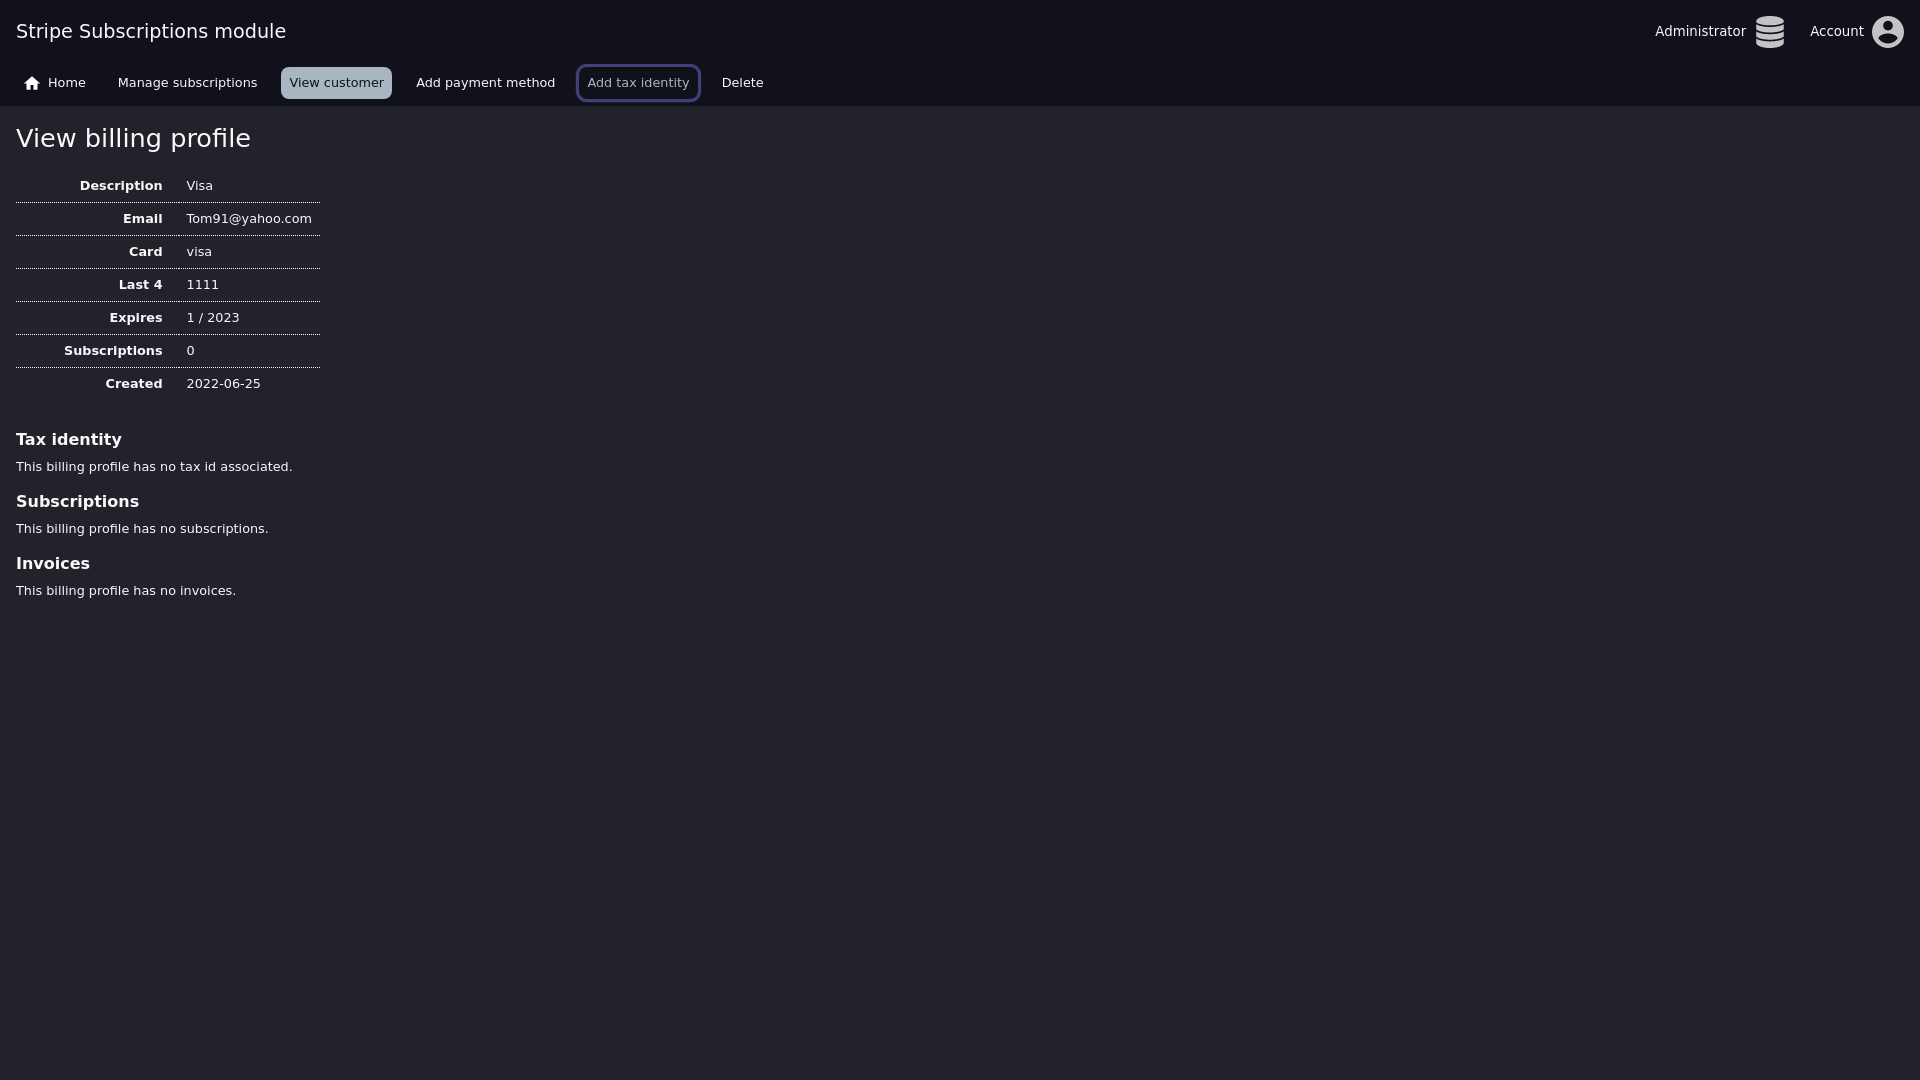 Stripe Subscriptions module
Administrator
Account
Home
Manage subscriptions
View customer
Add payment method
Add tax identity
Delete
View billing profile
Description Visa
Email Tom91@yahoo.com
Card visa
Last 4 1111
Expires 1 / 2023
Subscriptions 0
Created 2022-06-25
Tax identity
This billing profile has no tax id associated.
Subscriptions
This billing profile has no subscriptions.
Invoices
This billing profile has no invoices.